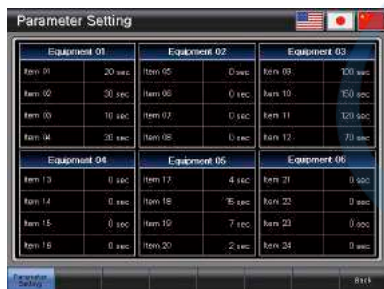 Parameter Setting
Equipment 01 Equipment 02 Equipment 03
Item 01 20 sec Item 05 0 sec Item 09 100 sec
Item 02 30 sec Item 06 0 sec Item 10 150 sec
Item 03 10 sec Item 07 0 sec Item 11 120 sec
Item 04 20 sec Item 08 0 sec Item 12 70 sec
Equipment 04 Equipment 05 Equipment 06
Item 13 0 sec Item 17 4 sec Item 21 0 sec
Item 14 0 sec Item 18 15 sec Item 22 0 sec
Item 15 0 sec Item 19 7 sec Item 23 0 sec
Item 16 0 sec Item 20 2 sec Item 24 0 sec
Parameter
Setting
Back